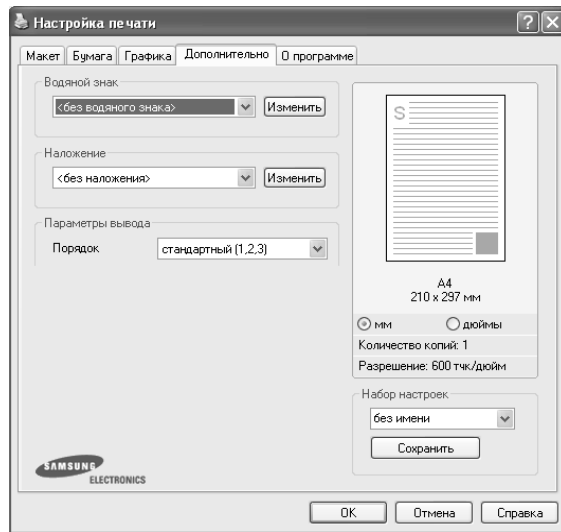 Настройка печати
Макет Бумага Графика Дополнительно О программе
Водяной знак
<без водяного знака> Изменить
Наложение
<без наложения> Изменить
Параметры вывода
Порядок стандартный (1,2,3)
S
A4
210 x 297 мм
мм дюймы
Количество копий: 1
Разрешение: 600 тчк/дюйм
Набор настроек
без имени
Сохранить
SAMSUNG
ELECTRONICS
OK Отмена Справка